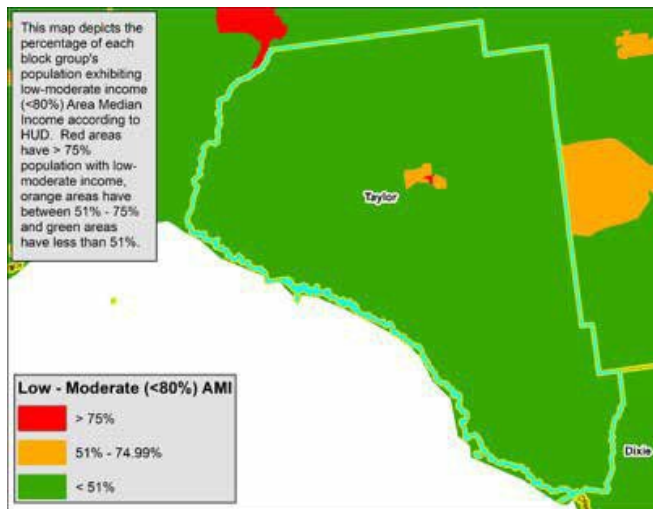 This map depicts the
percentage of each
block group's
population exhibiting
low-moderate income
(<80%) Area Median
Income according to
HUD. Red areas
have > 75%
population with low-
moderate income,
orange areas have
between 51% - 75%
and green areas
have less than 51%.
Taylor
Low - Moderate (<80%) AMI
> 75%
51% - 74.99%
< 51%
Dixie